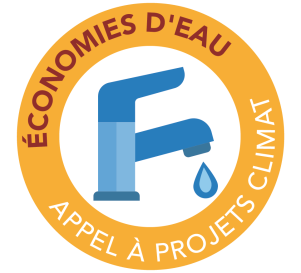 ÉCONOMIES D'EAU
APPEL À PROJETS CLIMAT